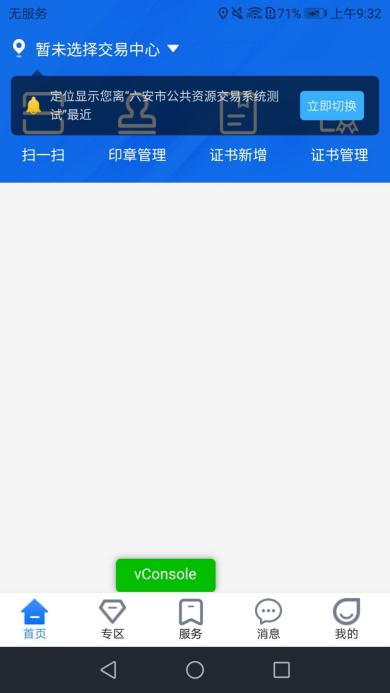 无服务
71%
上午9:32
暂未选择交易中心
定位显示您离“六安市公共资源交易系统测
试”最近
立即切换
扫一扫
印章管理
证书新增
证书管理
vConsole
首页
专区
服务
消息
我的